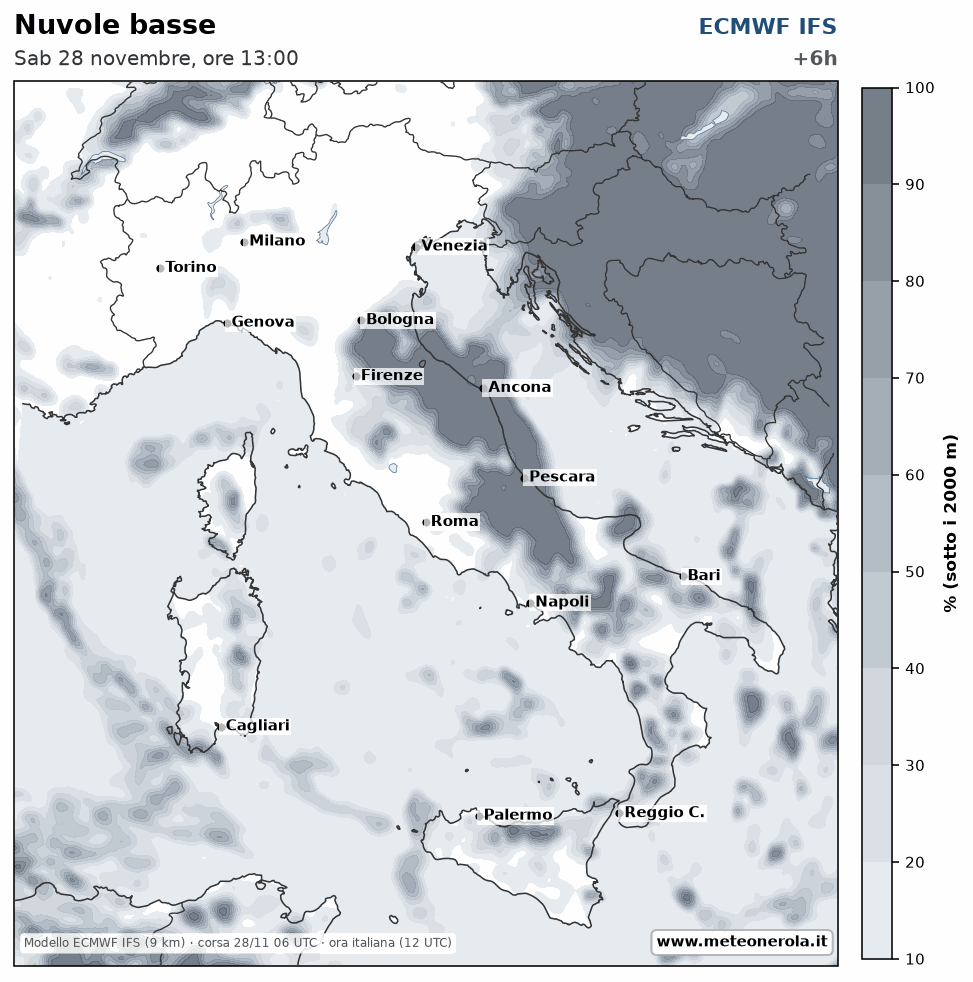 Nuvole basse
ECMWF IFS
Sab 28 novembre, ore 13:00
+6h
100
90
80
70
60
50
40
30
20
10
% (sotto i 2000 m)
Milano
Venezia
Torino
Genova
Bologna
Firenze
Ancona
Pescara
Roma
Bari
Napoli
Cagliari
Palermo
Reggio C.
Modello ECMWF IFS (9 km) · corsa 28/11 06 UTC · ora italiana (12 UTC)
www.meteonerola.it